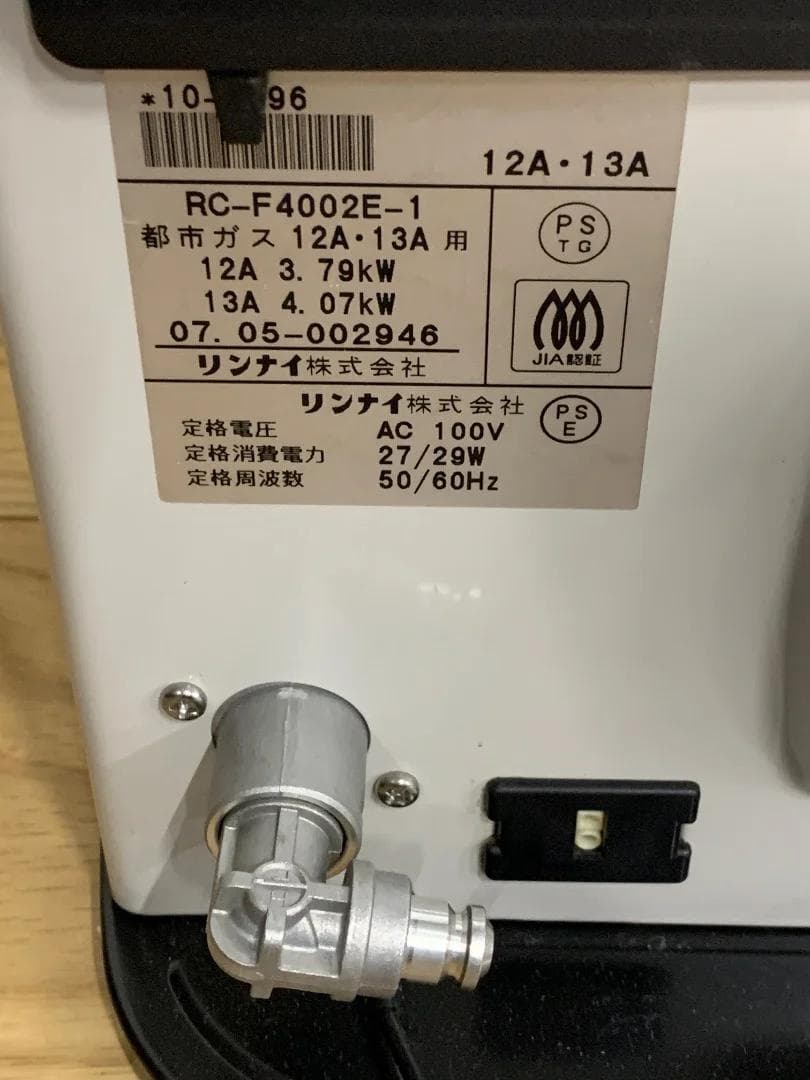 *10- 96
12A・13A
RC-F4002E-1
都市ガス 12A・13A 用
12A 3.79kW
13A 4.07kW
07.05-002946
リンナイ株式会社
PS
TG
JIA認証
リンナイ株式会社
PS
E
定格電圧 AC 100V
定格消費電力 27/29W
定格周波数 50/60Hz